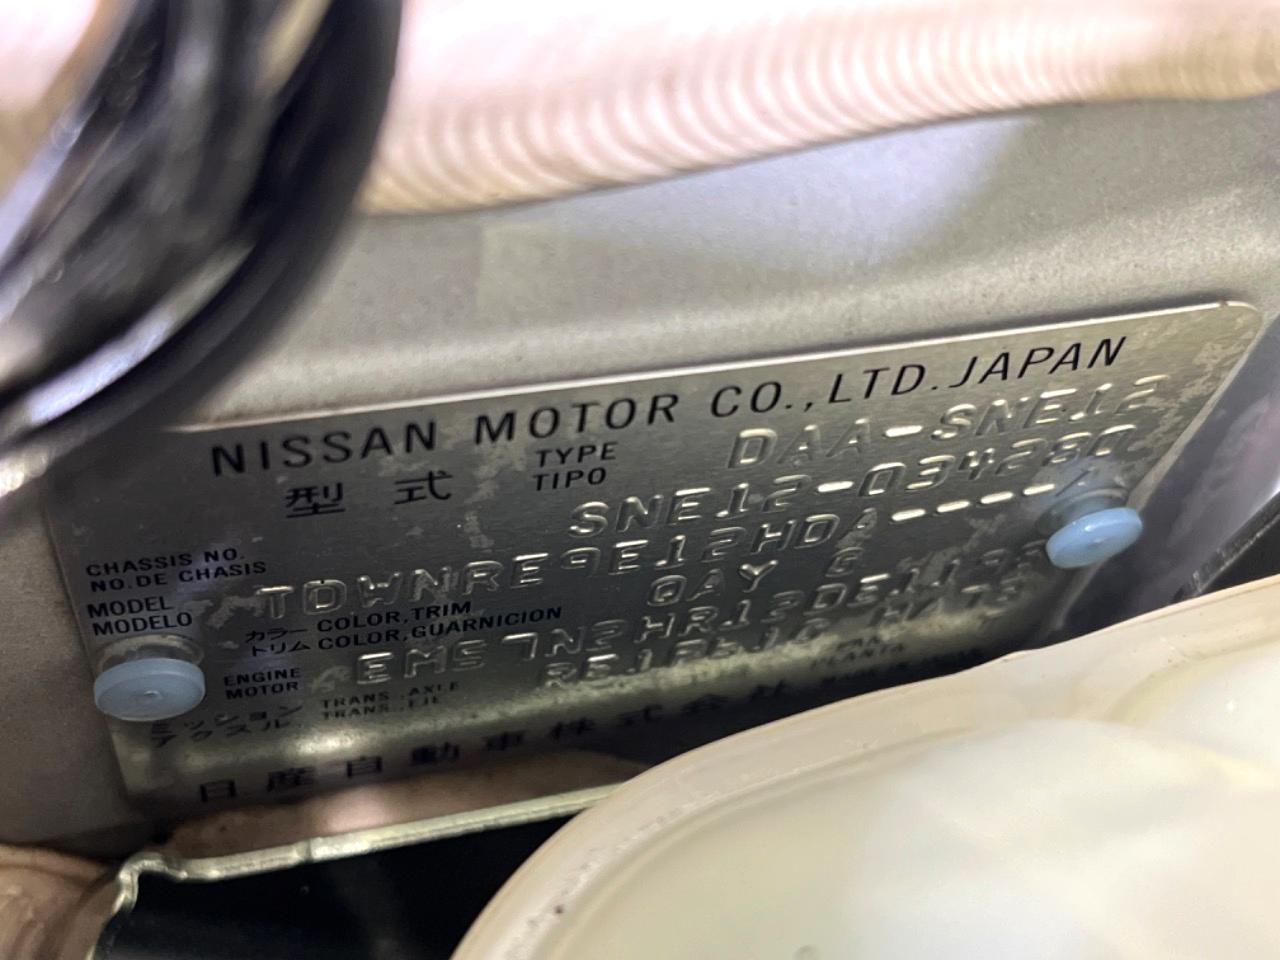 NISSAN MOTOR CO., LTD. JAPAN
型式 TYPE TIPO DAA-SNE12
CHASSIS NO. NO. DE CHASIS SNE12-034280
MODEL MODELO TDWNRE9E12HDA-----
カラー トリム COLOR, TRIM COLOR, GUARNICION QAY G
ENGINE MOTOR EM57N2HR12DE
ミッション アクスル TRANS. AXLE TRANS. EJE PLANTA
日産自動車株式会社